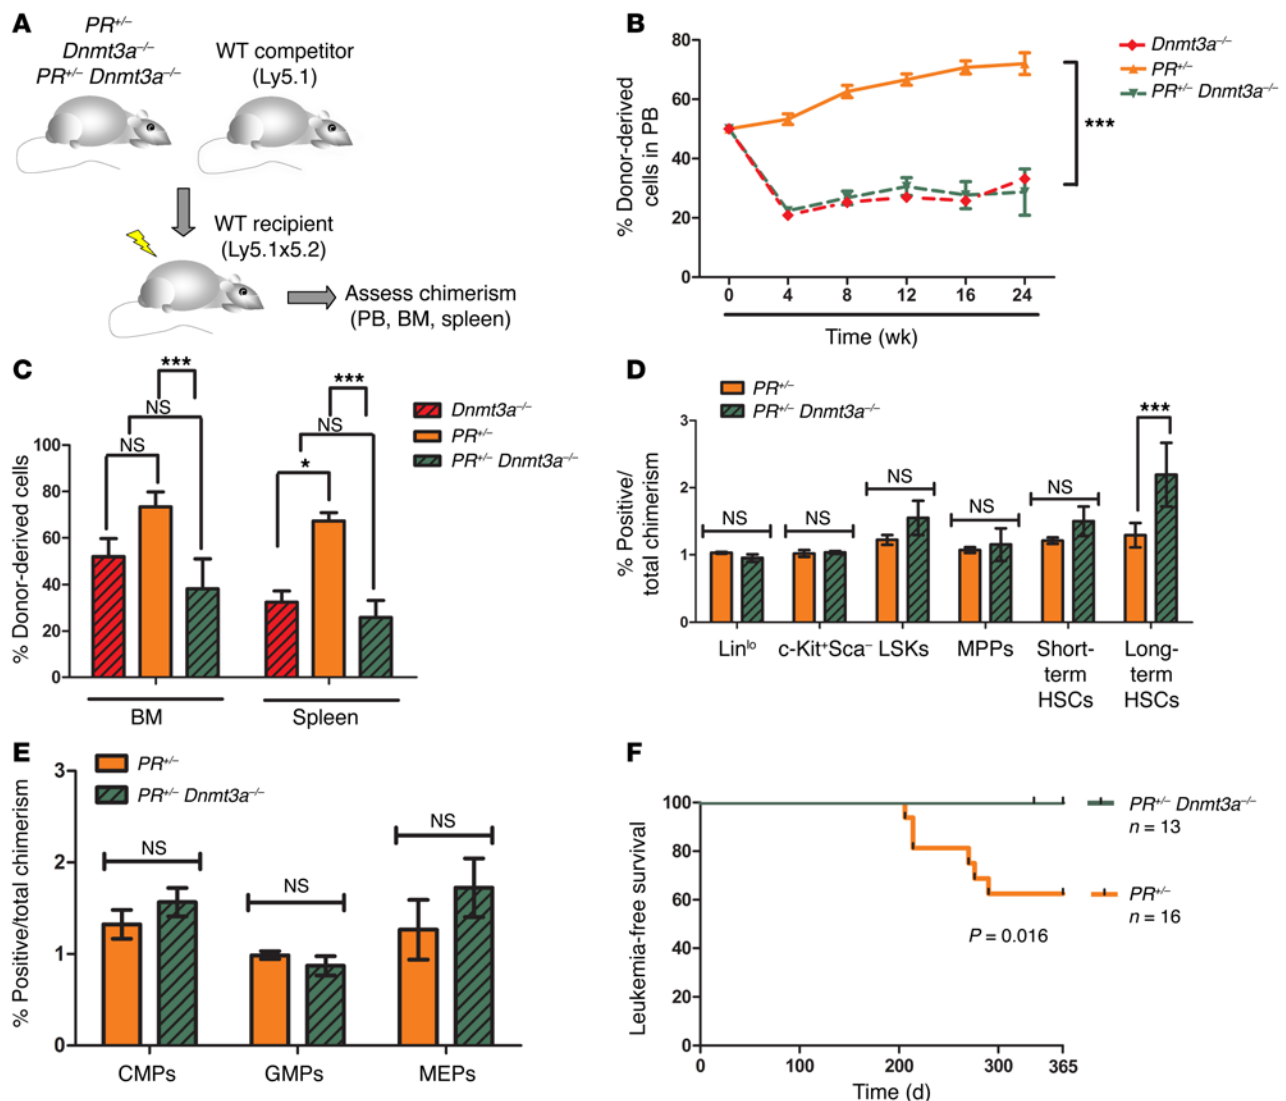 A
PR+/–
Dnmt3a–/–
PR+/– Dnmt3a–/–
WT competitor
(Ly5.1)
WT recipient
(Ly5.1x5.2)
Assess chimerism
(PB, BM, spleen)
B
% Donor-derived
cells in PB
80
60
40
20
0
0 4 8 12 16 24
Time (wk)
***
Dnmt3a–/–
PR+/–
PR+/– Dnmt3a–/–
C
% Donor-derived cells
100
80
60
40
20
0
***
NS
NS
***
NS
*
BM Spleen
Dnmt3a–/–
PR+/–
PR+/– Dnmt3a–/–
D
PR+/–
PR+/– Dnmt3a–/–
% Positive/
total chimerism
3
2
1
0
NS NS NS NS NS ***
Linlo c-Kit+Sca– LSKs MPPs Short-term HSCs Long-term HSCs
E
PR+/–
PR+/– Dnmt3a–/–
% Positive/total chimerism
3
2
1
0
NS NS NS
CMPs GMPs MEPs
F
Leukemia-free survival
100
80
60
40
20
0
0 100 200 300 365
Time (d)
P = 0.016
PR+/– Dnmt3a–/–
n = 13
PR+/–
n = 16